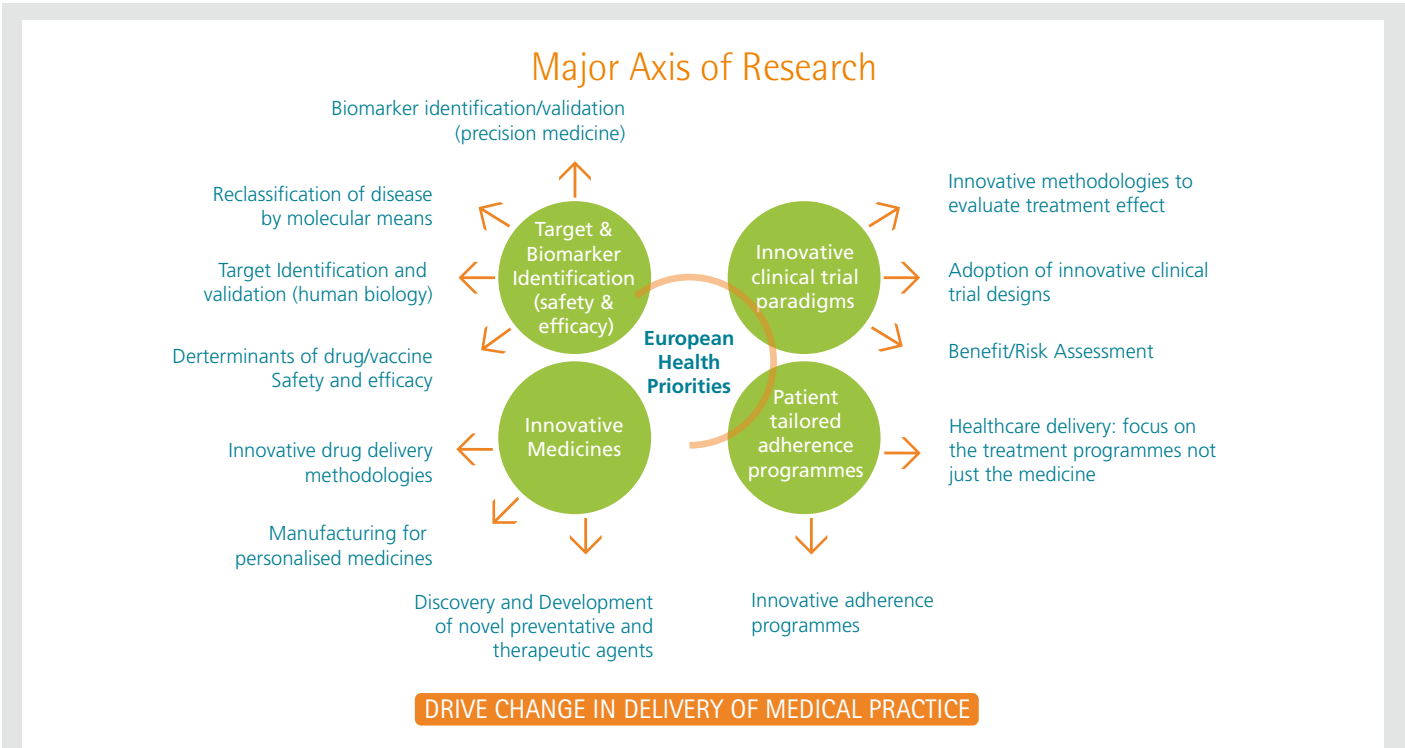 Major Axis of Research
Biomarker identification/validation
(precision medicine)
Reclassification of disease
by molecular means
Target Identification and
validation (human biology)
Derterminants of drug/vaccine
Safety and efficacy
Target &
Biomarker
Identification
(safety &
efficacy)
Innovative
clinical trial
paradigms
Innovative methodologies to
evaluate treatment effect
Adoption of innovative clinical
trial designs
Benefit/Risk Assessment
European
Health
Priorities
Innovative
Medicines
Innovative drug delivery
methodologies
Manufacturing for
personalised medicines
Discovery and Development
of novel preventative and
therapeutic agents
Patient
tailored
adherence
programmes
Healthcare delivery: focus on
the treatment programmes not
just the medicine
Innovative adherence
programmes
DRIVE CHANGE IN DELIVERY OF MEDICAL PRACTICE